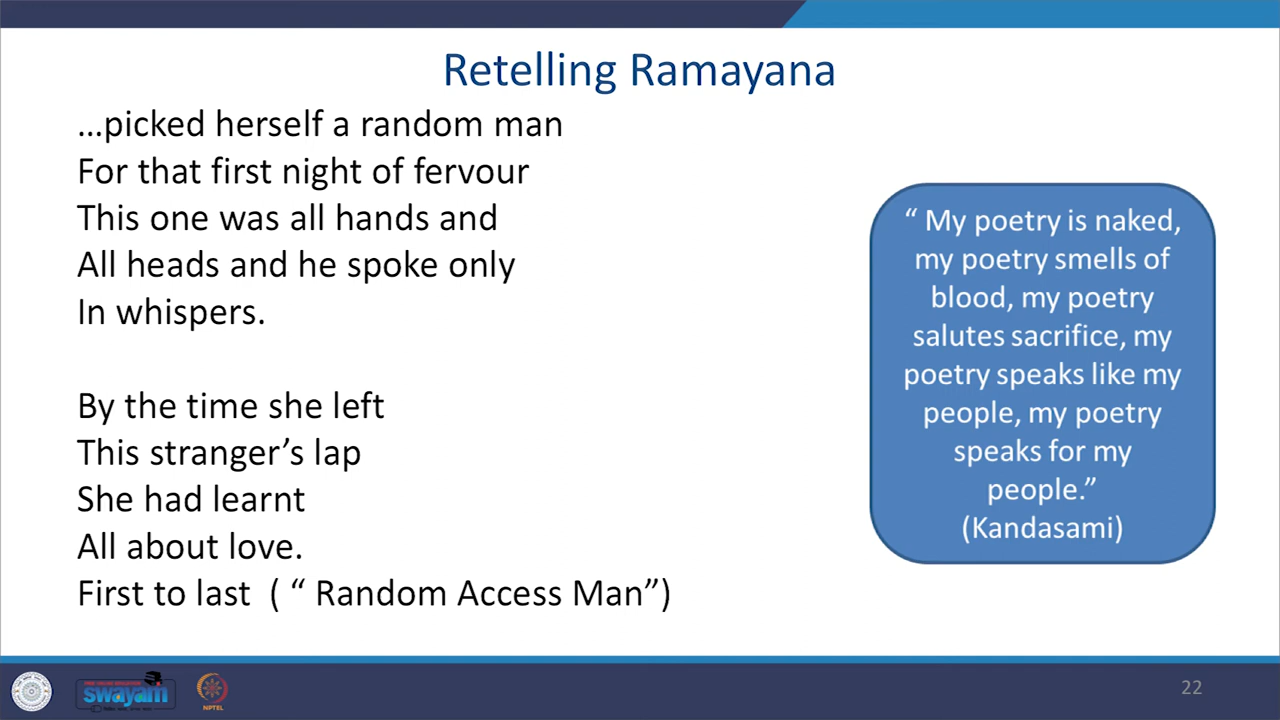 Retelling Ramayana
...picked herself a random man
For that first night of fervour
This one was all hands and
All heads and he spoke only
In whispers.
By the time she left
This stranger’s lap
She had learnt
All about love.
First to last ( “ Random Access Man”)
“ My poetry is naked,
my poetry smells of
blood, my poetry
salutes sacrifice, my
poetry speaks like my
people, my poetry
speaks for my
people.”
(Kandasami)
swayam
NPTEL
22